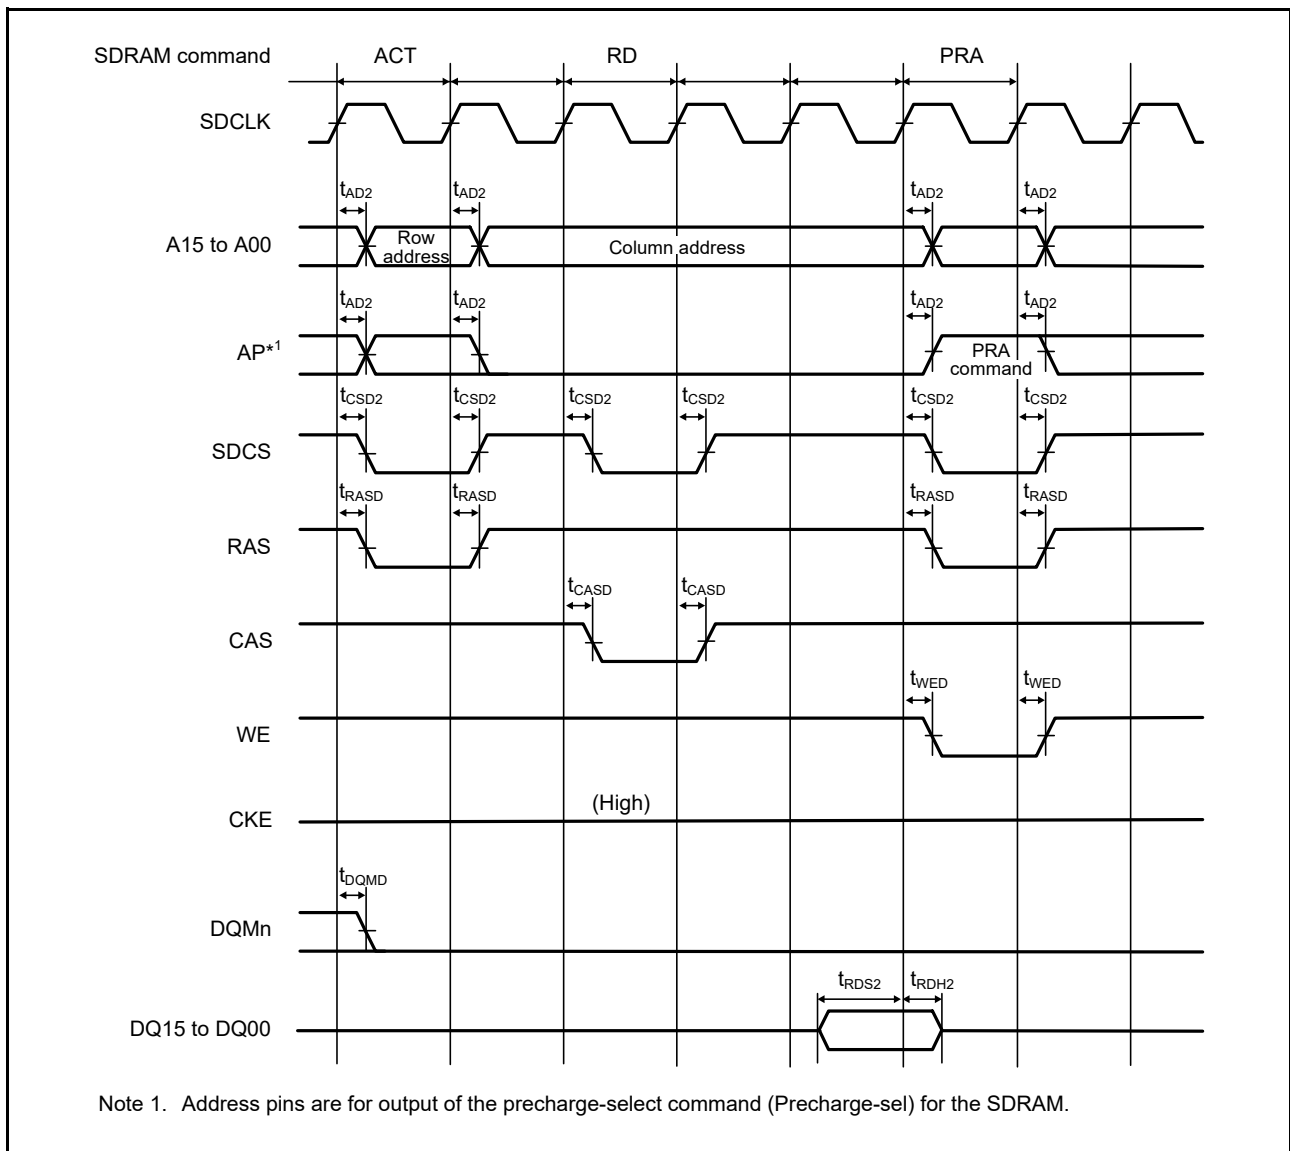 SDRAM command ACT RD PRA
SDCLK
tAD2 tAD2 tAD2 tAD2
A15 to A00
Row
address
Column address
tAD2 tAD2 tAD2 tAD2
AP*1
PRA
command
tCSD2 tCSD2 tCSD2 tCSD2 tCSD2 tCSD2
SDCS
tRASD tRASD tRASD tRASD
RAS
tCASD tCASD
CAS
tWED tWED
WE
(High)
CKE
tDQMD
DQMn
tRDS2 tRDH2
DQ15 to DQ00
Note 1. Address pins are for output of the precharge-select command (Precharge-sel) for the SDRAM.